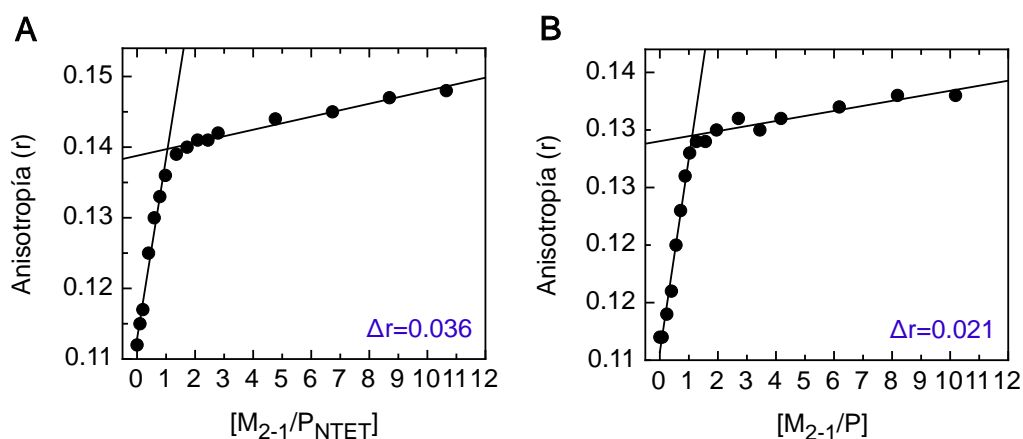 A
Anisotropía (r)
0.15
0.14
0.13
0.12
0.11
0 1 2 3 4 5 6 7 8 9 10 11 12
Δr=0.036
[M2-1/PNTET]
B
Anisotropía (r)
0.14
0.13
0.13
0.12
0.12
0.11
0 1 2 3 4 5 6 7 8 9 10 11 12
Δr=0.021
[M2-1/P]